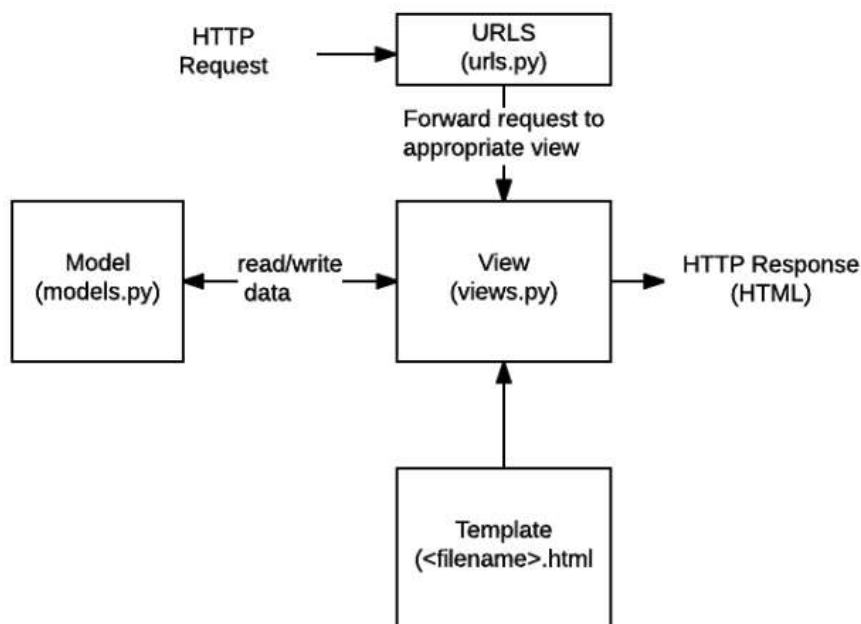 HTTP
Request
URLS
(urls.py)
Forward request to
appropriate view
Model
(models.py)
read/write
data
View
(views.py)
HTTP Response
(HTML)
Template
(<filename>.html